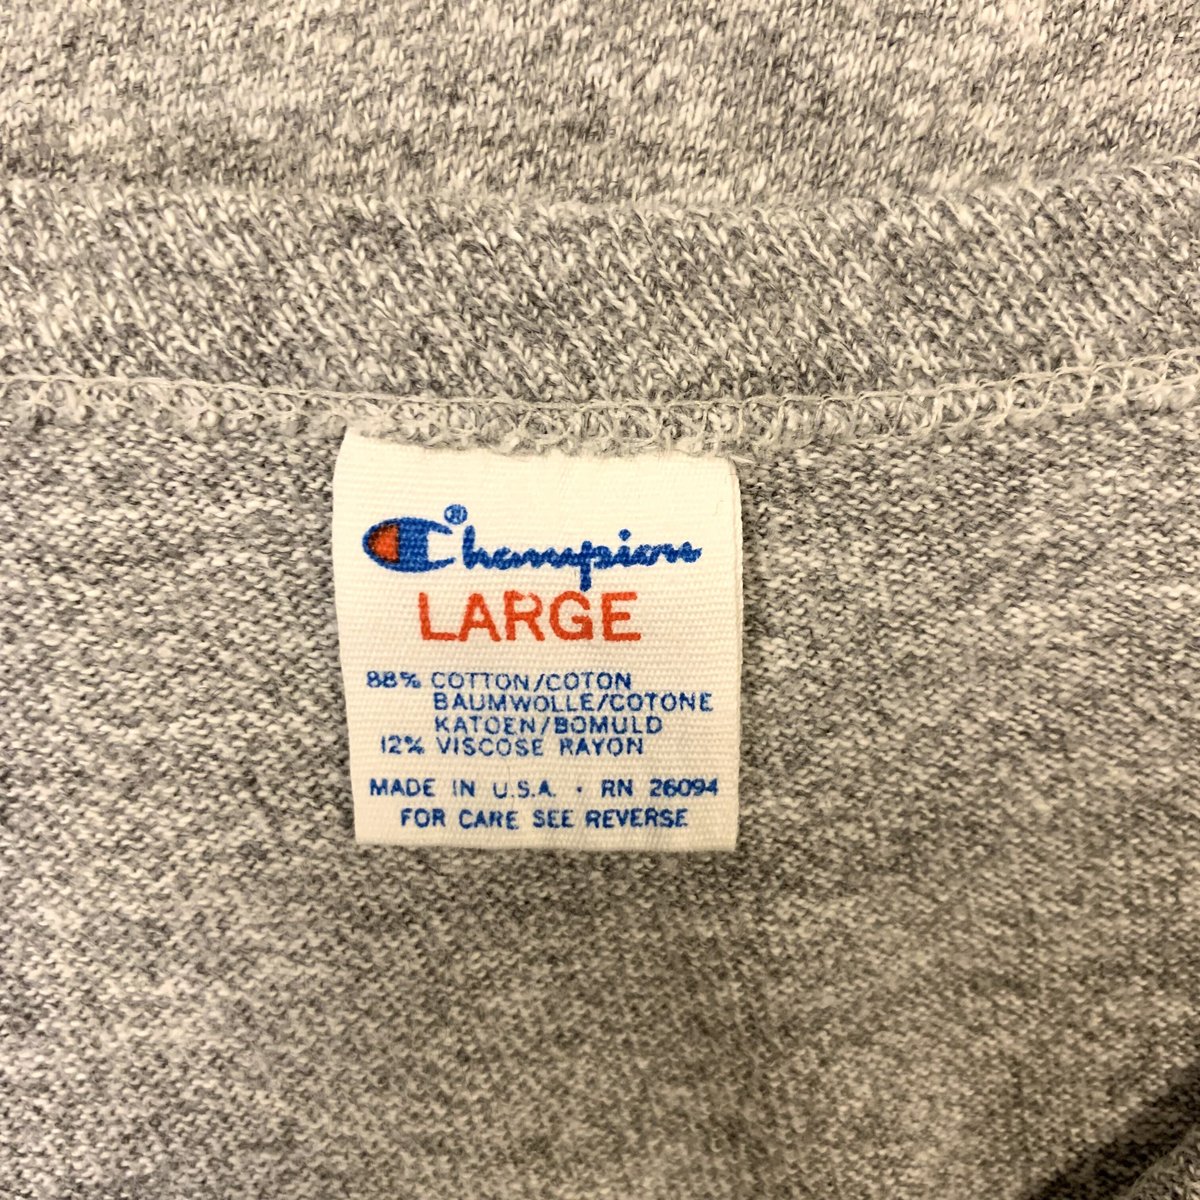 Champion®
LARGE
88% COTTON/COTON
BAUMWOLLE/COTONE
KATOEN/BOMULD
12% VISCOSE RAYON
MADE IN U.S.A. · RN 26094
FOR CARE SEE REVERSE